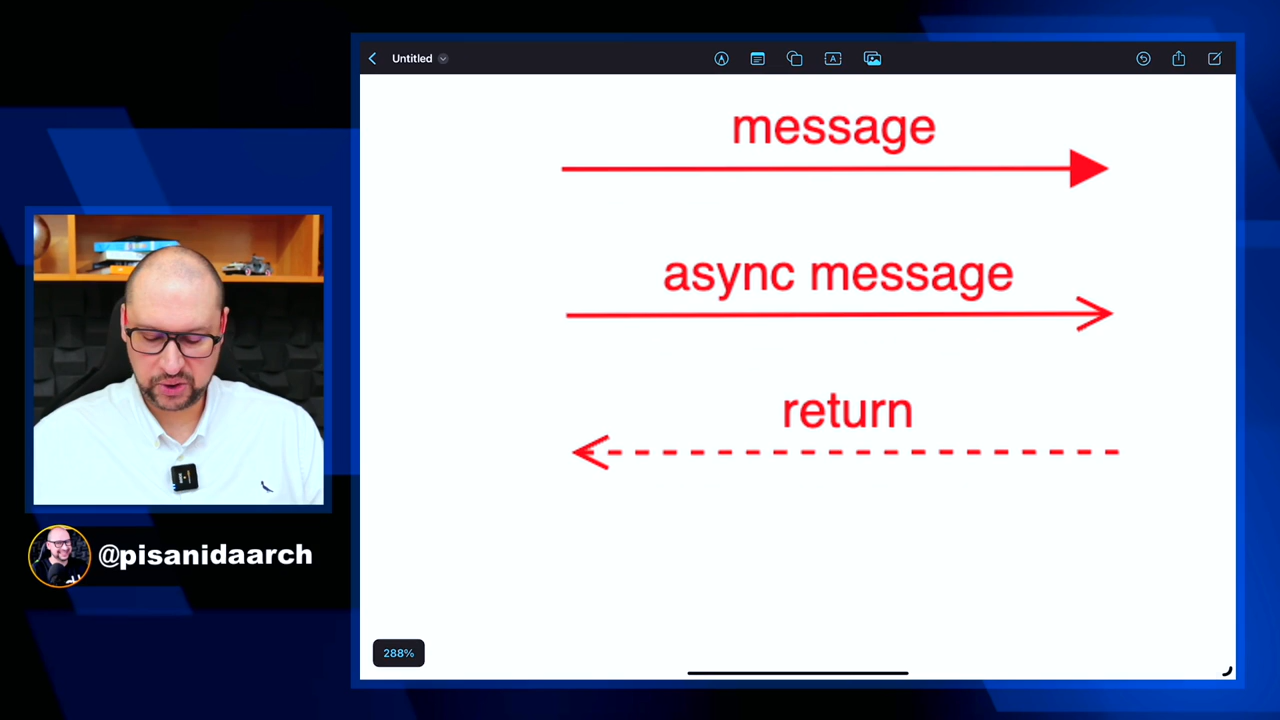 Untitled
message
async message
return
@pisanidaarch
288%